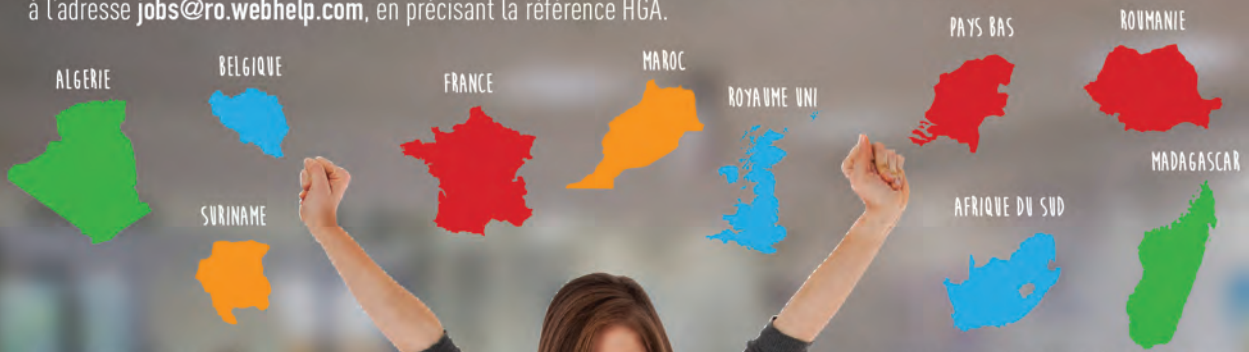 à l'adresse jobs@ro.webhelp.com, en précisant la référence HGA.
PAYS BAS
ROUMANIE
ALGERIE
BELGIQUE
FRANCE
MAROC
ROYAUME UNI
MADAGASCAR
SURINAME
AFRIQUE DU SUD